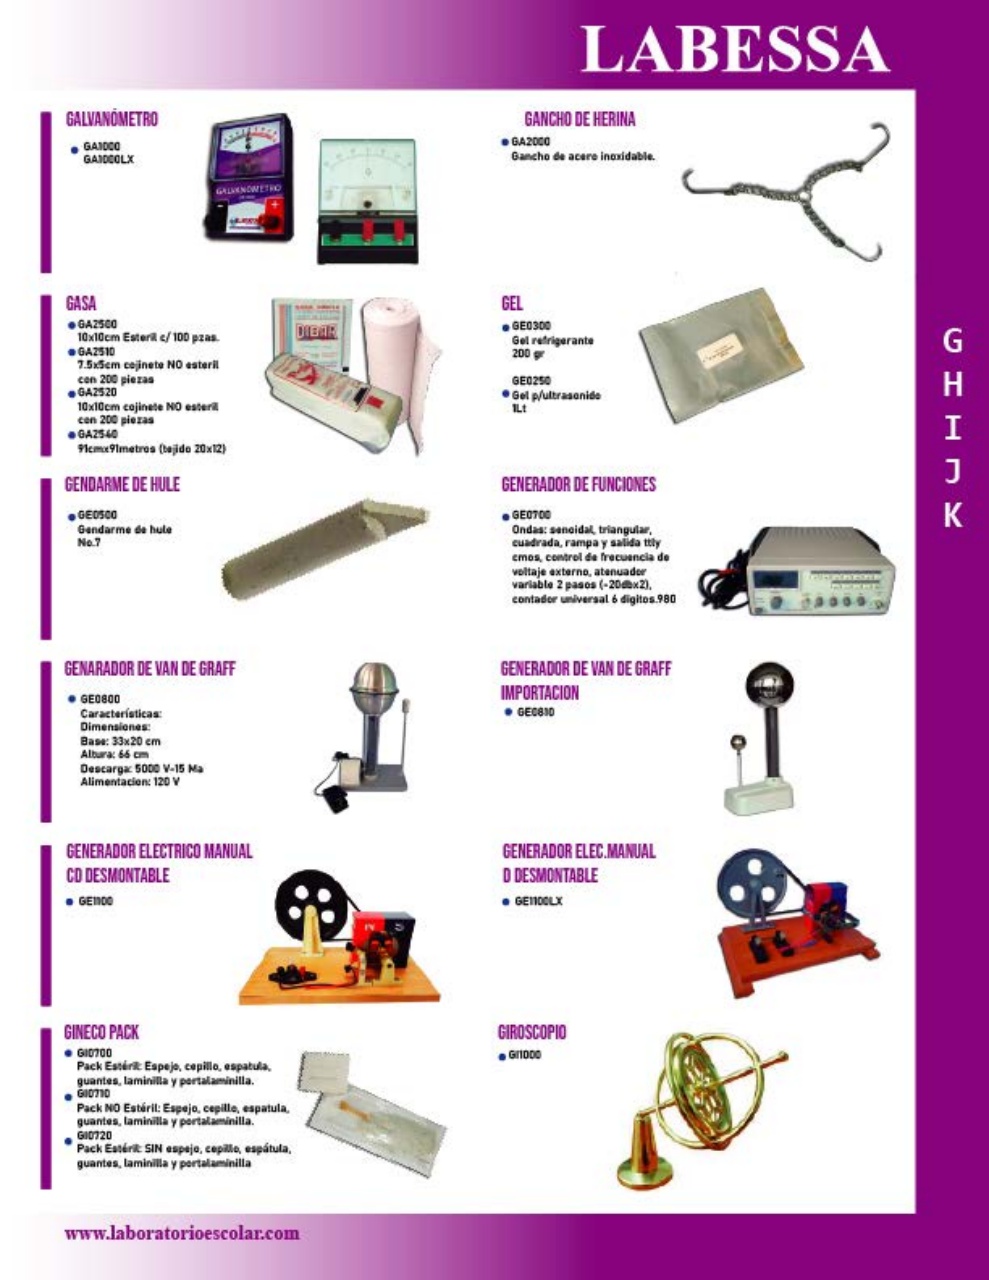 LABESSA
GALVANÓMETRO
GA1000
GA1000LX
GALVANOMETRO
GANCHO DE HERINA
GA2000
Gancho de acero inoxidable.
GASA
GA2500
10x10cm Esteril c/ 100 pzas.
GA2510
7.5x5cm cojinete NO esteril
con 200 piezas
GA2520
10x10cm cojinete NO esteril
con 200 piezas
GA2540
91cmx91metros (tejido 20x12)
GEL
GE0300
Gel refrigerante
200 gr
GE0250
Gel p/ultrasonido
1Lt
GENDARME DE HULE
GE0500
Gendarme de hule
No.7
GENERADOR DE FUNCIONES
GE0700
Ondas: senoidal, triangular,
cuadrada, rampa y salida ttly
cmos, control de frecuencia de
voltaje externo, atenuador
variable 2 pasos (-20dbx2),
contador universal 6 digitos.980
GENARADOR DE VAN DE GRAFF
GE0800
Características:
Dimensiones:
Base: 33x20 cm
Altura: 66 cm
Descarga: 5000 V-15 Ma
Alimentacion: 120 V
GENERADOR DE VAN DE GRAFF
IMPORTACION
GE0810
GENERADOR ELECTRICO MANUAL
CD DESMONTABLE
GE1100
GENERADOR ELEC.MANUAL
D DESMONTABLE
GE1100LX
GINECO PACK
GI0700
Pack Estéril: Espejo, cepillo, espatula,
guantes, laminilla y portalaminilla.
GI0710
Pack NO Estéril: Espejo, cepillo, espatula,
guantes, laminilla y portalaminilla.
GI0720
Pack Estéril: SIN espejo, cepillo, espátula,
guantes, laminilla y portalaminilla
GIROSCOPIO
GI1000
G
H
I
J
K
www.laboratorioescolar.com